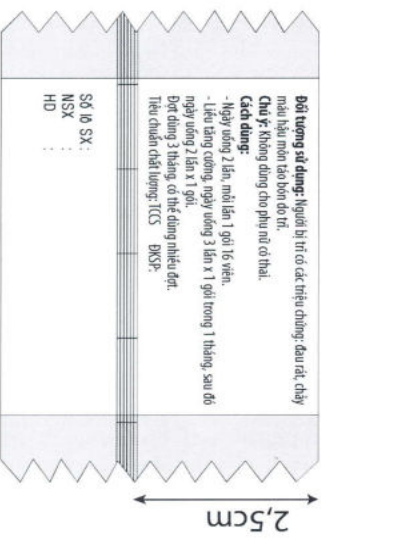 Đối tượng sử dụng: Người bị trĩ có các triệu chứng: đau rát, chảy
máu hậu môn táo bón do trĩ.
Chú ý: Không dùng cho phụ nữ có thai.
Cách dùng:
- Ngày uống 2 lần, mỗi lần 1 gói 16 viên.
- Liều tăng cường, ngày uống 3 lần x 1 gói trong 1 tháng, sau đó
ngày uống 2 lần x 1 gói.
Đợt dùng 3 tháng, có thể dùng nhiều đợt.
Tiêu chuẩn chất lượng: TCCS ĐKSP:
Số lô SX :
NSX :
HD :
2,5cm